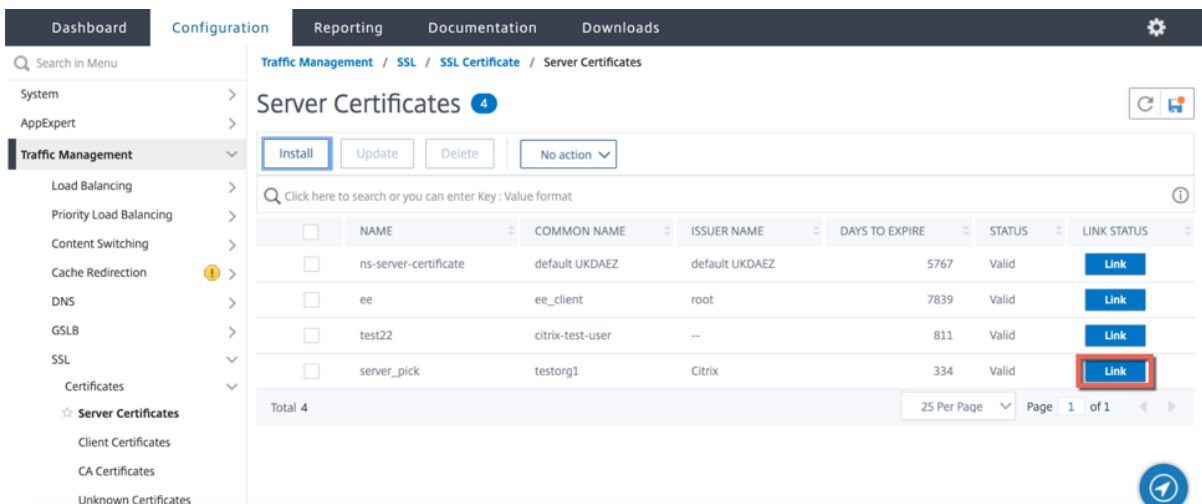 Dashboard Configuration Reporting Documentation Downloads
Search in Menu
Traffic Management / SSL / SSL Certificate / Server Certificates
System
AppExpert
Traffic Management
Load Balancing
Priority Load Balancing
Content Switching
Cache Redirection
DNS
GSLB
SSL
Certificates
Server Certificates
Client Certificates
CA Certificates
Unknown Certificates
Server Certificates 4
Install Update Delete No action
Click here to search or you can enter Key : Value format
NAME COMMON NAME ISSUER NAME DAYS TO EXPIRE STATUS LINK STATUS
ns-server-certificate default UKDAEZ default UKDAEZ 5767 Valid Link
ee ee_client root 7839 Valid Link
test22 citrix-test-user -- 811 Valid Link
server_pick testorg1 Citrix 334 Valid Link
Total 4 25 Per Page Page 1 of 1